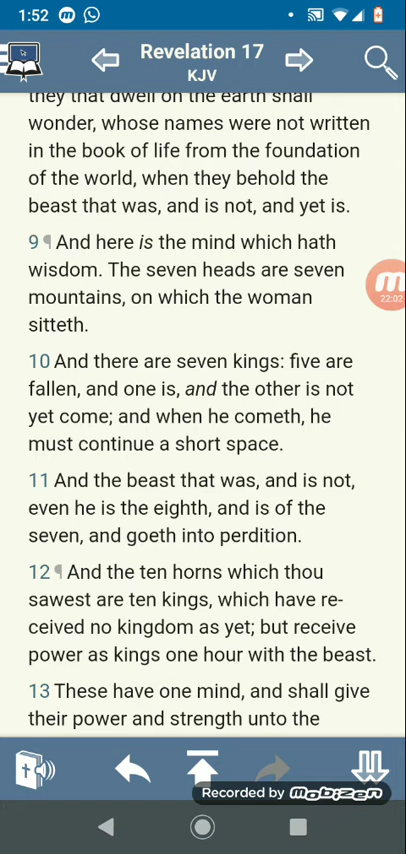 1:52
Revelation 17
KJV
they that dwell on the earth shall
wonder, whose names were not written
in the book of life from the foundation
of the world, when they behold the
beast that was, and is not, and yet is.
9 ¶ And here is the mind which hath
wisdom. The seven heads are seven
mountains, on which the woman
sitteth.
22:02
10 And there are seven kings: five are
fallen, and one is, and the other is not
yet come; and when he cometh, he
must continue a short space.
11 And the beast that was, and is not,
even he is the eighth, and is of the
seven, and goeth into perdition.
12 ¶ And the ten horns which thou
sawest are ten kings, which have re-
ceived no kingdom as yet; but receive
power as kings one hour with the beast.
13 These have one mind, and shall give
their power and strength unto the
Recorded by mobizen